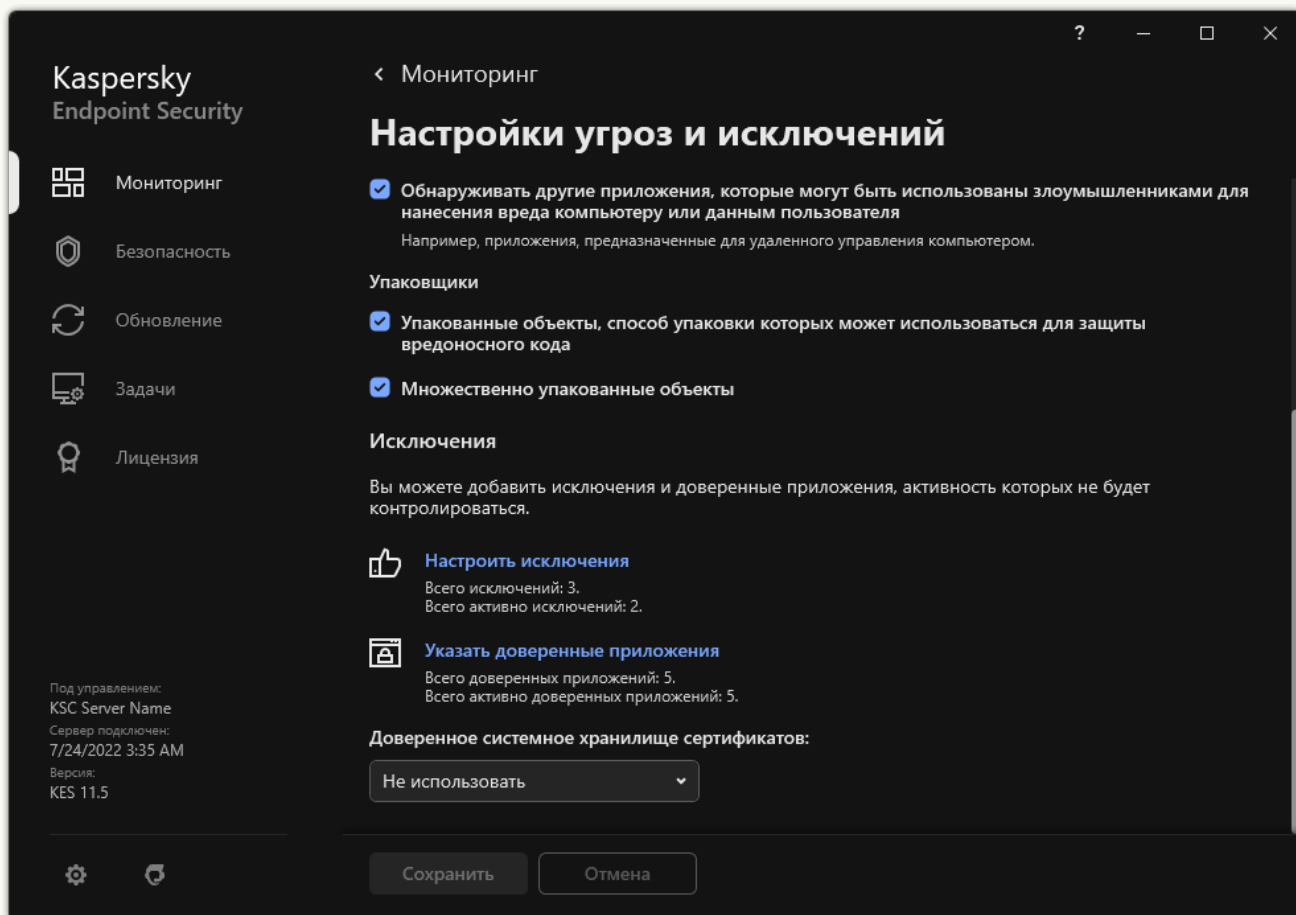 ?
Kaspersky
Endpoint Security
Мониторинг
Безопасность
Обновление
Задачи
Лицензия
Под управлением:
KSC Server Name
Сервер подключен:
7/24/2022 3:35 AM
Версия:
KES 11.5
Мониторинг
Настройки угроз и исключений
Обнаруживать другие приложения, которые могут быть использованы злоумышленниками для
нанесения вреда компьютеру или данным пользователя
Например, приложения, предназначенные для удаленного управления компьютером.
Упаковщики
Упакованные объекты, способ упаковки которых может использоваться для защиты
вредоносного кода
Множественно упакованные объекты
Исключения
Вы можете добавить исключения и доверенные приложения, активность которых не будет
контролироваться.
Настроить исключения
Всего исключений: 3.
Всего активно исключений: 2.
Указать доверенные приложения
Всего доверенных приложений: 5.
Всего активно доверенных приложений: 5.
Доверенное системное хранилище сертификатов:
Не использовать
Сохранить
Отмена